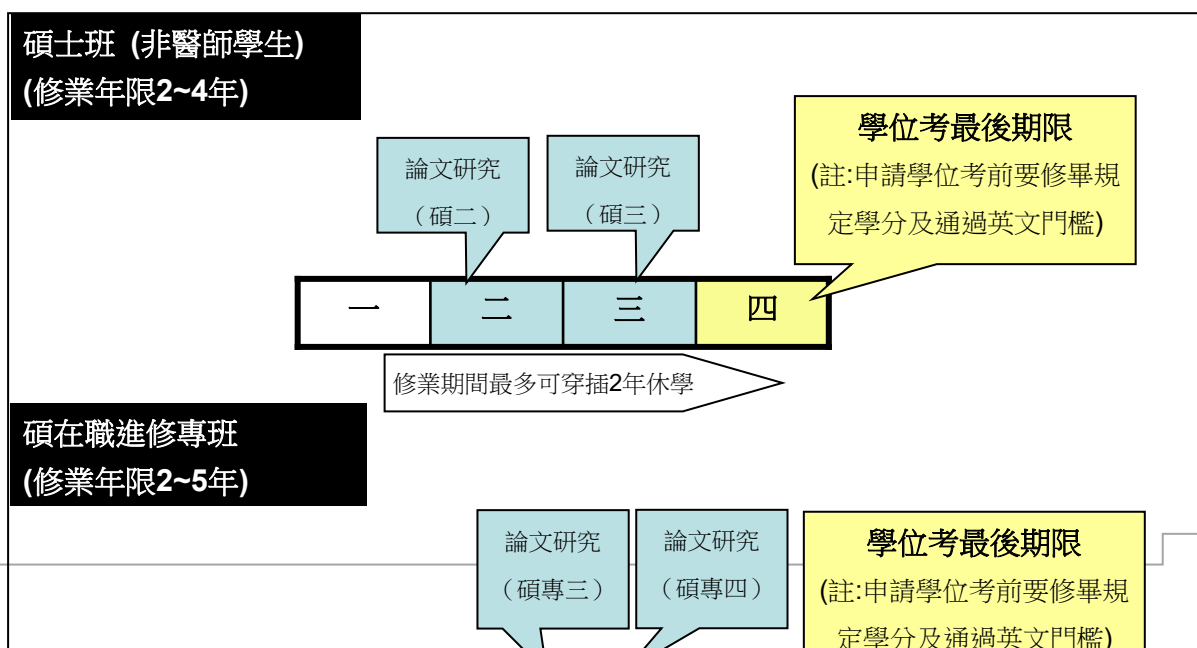 碩士班 (非醫師學生)
(修業年限2~4年)
學位考最後期限
(註:申請學位考前要修畢規
定學分及通過英文門檻)
論文研究
（碩二）
論文研究
（碩三）
一 二 三 四
修業期間最多可穿插2年休學
碩在職進修專班
(修業年限2~5年)
論文研究
（碩專三）
論文研究
（碩專四）
學位考最後期限
(註:申請學位考前要修畢規
定學分及通過英文門檻)